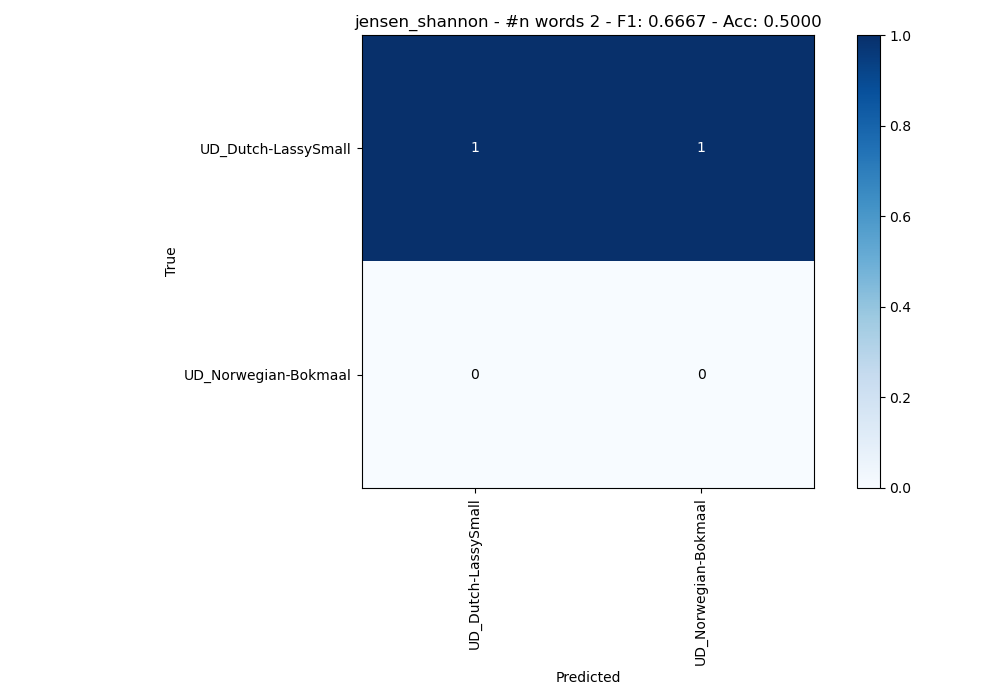 jensen_shannon - #n words 2 - F1: 0.6667 - Acc: 0.5000
True
UD_Dutch-LassySmall
UD_Norwegian-Bokmaal
1 1
0 0
UD_Dutch-LassySmall
UD_Norwegian-Bokmaal
Predicted
1.0
0.8
0.6
0.4
0.2
0.0